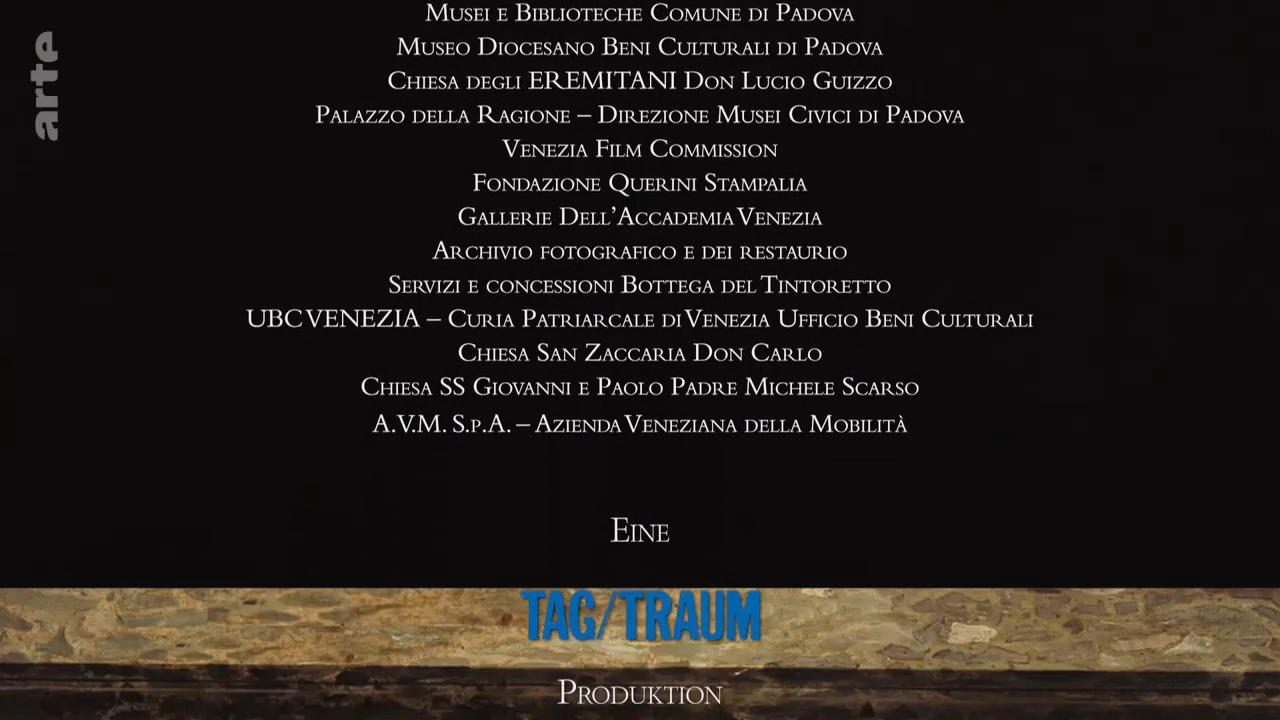 arte
Musei e Biblioteche Comune di Padova
Museo Diocesano Beni Culturali di Padova
Chiesa degli EREMITANI Don Lucio Guizzo
Palazzo della Ragione – Direzione Musei Civici di Padova
Venezia Film Commission
Fondazione Querini Stampalia
Gallerie Dell'Accademia Venezia
Archivio fotografico e dei restaurio
Servizi e concessioni Bottega del Tintoretto
UBC VENEZIA – Curia Patriarcale di Venezia Ufficio Beni Culturali
Chiesa San Zaccaria Don Carlo
Chiesa SS Giovanni e Paolo Padre Michele Scarso
A.V.M. S.p.A. – Azienda Veneziana della Mobilità
Eine
TAG/TRAUM
Produktion